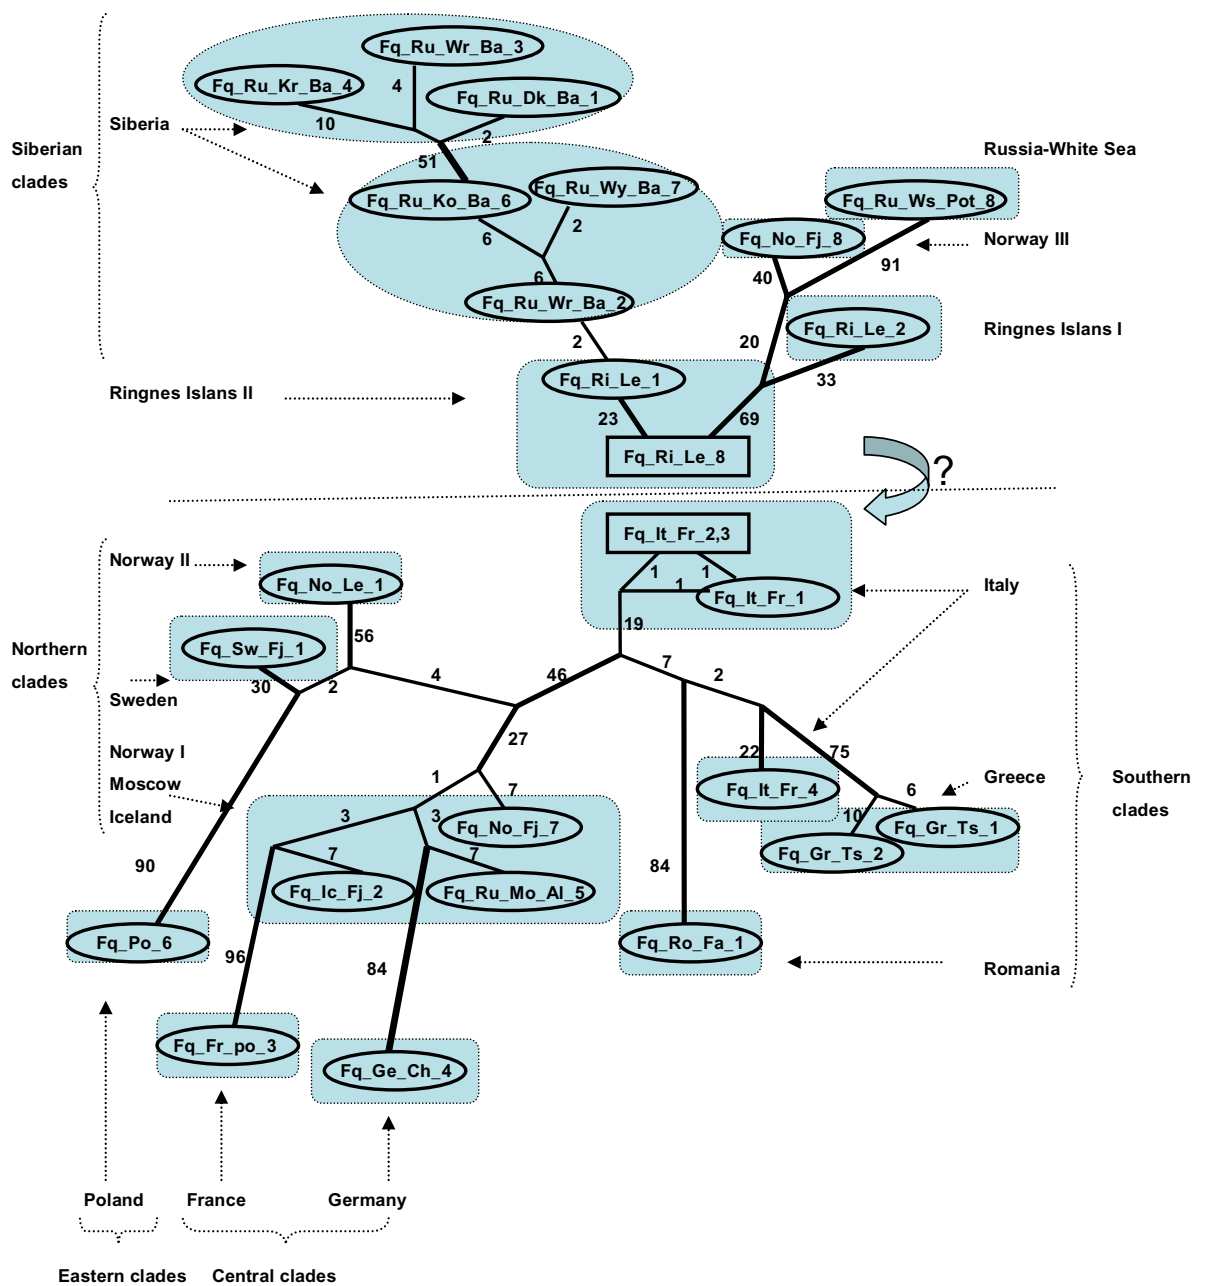 Fq_Ru_Wr_Ba_3
Fq_Ru_Kr_Ba_4
4
Fq_Ru_Dk_Ba_1
10
2
Siberia
Siberian
clades
51
Russia-White Sea
Fq_Ru_Ko_Ba_6
Fq_Ru_Wy_Ba_7
Fq_Ru_Ws_Pot_8
6
2
Fq_No_Fj_8
Norway III
91
40
6
Fq_Ru_Wr_Ba_2
Fq_Ri_Le_2
Ringnes Islans I
2
20
Fq_Ri_Le_1
33
Ringnes Islans II
23
69
Fq_Ri_Le_8
?
Fq_It_Fr_2,3
Norway II
1
1
1
Fq_No_Le_1
Italy
Fq_It_Fr_1
19
56
Northern
clades
Fq_Sw_Fj_1
30
2
4
46
7
2
Sweden
27
Norway I
22
75
Moscow
1
7
Greece
Southern
clades
Fq_It_Fr_4
6
Iceland
3
3
Fq_No_Fj_7
10
Fq_Gr_Ts_1
Fq_Gr_Ts_2
90
7
7
84
Fq_Ic_Fj_2
Fq_Ru_Mo_Al_5
Fq_Po_6
96
84
Fq_Ro_Fa_1
Romania
Fq_Fr_po_3
Fq_Ge_Ch_4
Poland
France
Germany
Eastern clades
Central clades